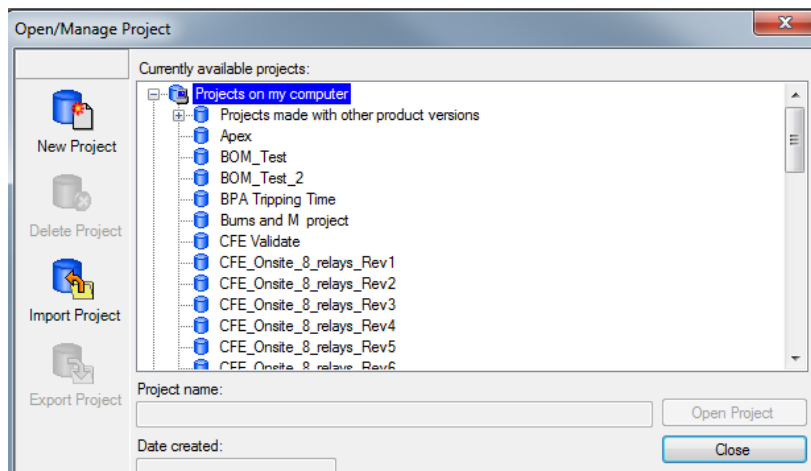 Open/Manage Project
Currently available projects:
Projects on my computer
Projects made with other product versions
Apex
BOM_Test
BOM_Test_2
BPA Tripping Time
Burns and M project
CFE Validate
CFE_Onsite_8_relays_Rev1
CFE_Onsite_8_relays_Rev2
CFE_Onsite_8_relays_Rev3
CFE_Onsite_8_relays_Rev4
CFE_Onsite_8_relays_Rev5
CFE_Onsite_8_relays_Rev6
New Project
Delete Project
Import Project
Export Project
Project name:
Open Project
Date created:
Close